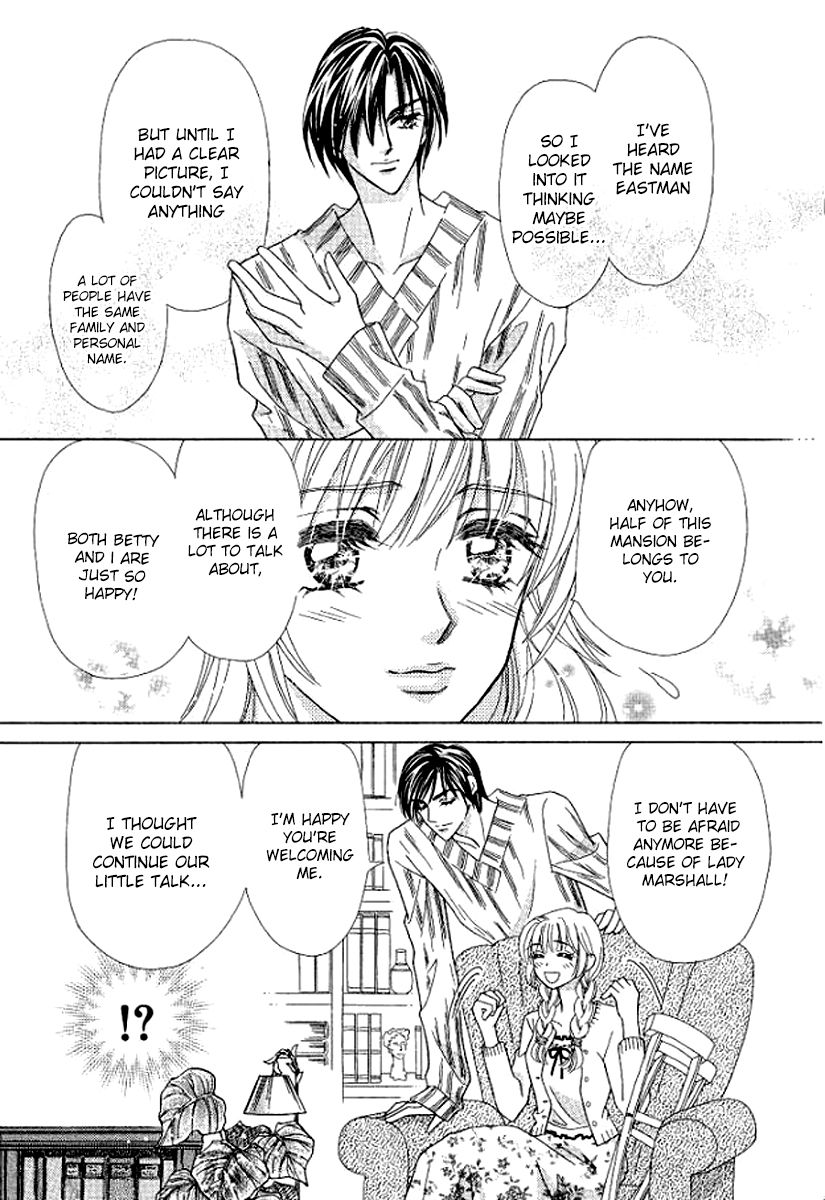 I'VE
HEARD
THE NAME
EASTMAN
SO I
LOOKED
INTO IT
THINKING
MAYBE
POSSIBLE...
BUT UNTIL I
HAD A CLEAR
PICTURE, I
COULDN'T SAY
ANYTHING
A LOT OF
PEOPLE HAVE
THE SAME
FAMILY AND
PERSONAL
NAME.
ANYHOW,
HALF OF THIS
MANSION BE-
LONGS TO
YOU.
ALTHOUGH
THERE IS A
LOT TO TALK
ABOUT,
BOTH BETTY
AND I ARE
JUST SO
HAPPY!
I DON'T HAVE
TO BE AFRAID
ANYMORE BE-
CAUSE OF LADY
MARSHALL!
I'M HAPPY
YOU'RE
WELCOMING
ME.
I THOUGHT
WE COULD
CONTINUE OUR
LITTLE TALK...
!?